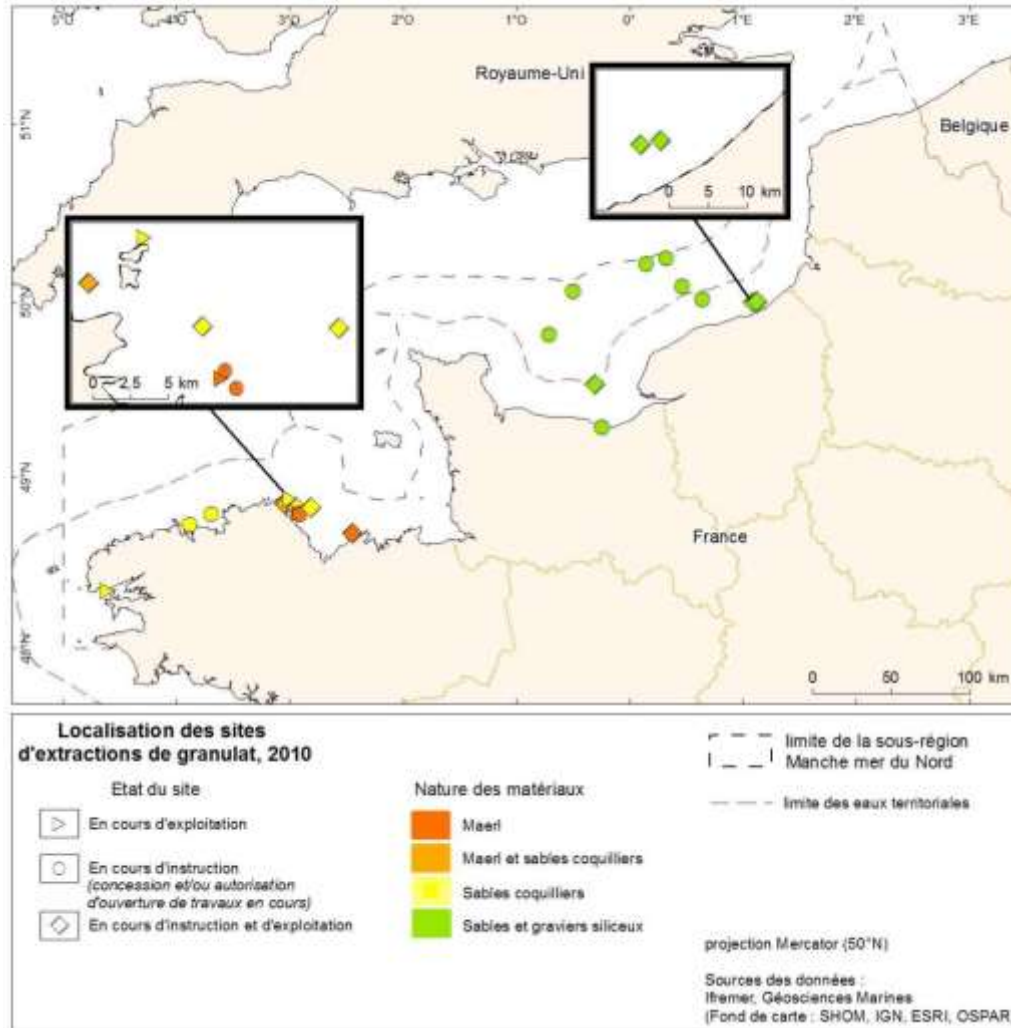 5°O 4°O 3°O 2°O 1°O 0° 1°E 2°E 3°E
Royaume-Uni
Belgique
51°N
0 5 10 km
50°N
0 2,5 5 km
49°N
France
48°N
0 50 100 km
Localisation des sites
d'extractions de granulat, 2010
Etat du site
En cours d'exploitation
En cours d'instruction
(concession et/ou autorisation
d'ouverture de travaux en cours)
En cours d'instruction et d'exploitation
Nature des matériaux
Maerl
Maerl et sables coquilliers
Sables coquilliers
Sables et graviers siliceux
limite de la sous-région
Manche mer du Nord
limite des eaux territoriales
projection Mercator (50°N)
Sources des données :
Ifremer, Géosciences Marines
(Fond de carte : SHOM, IGN, ESRI, OSPAR